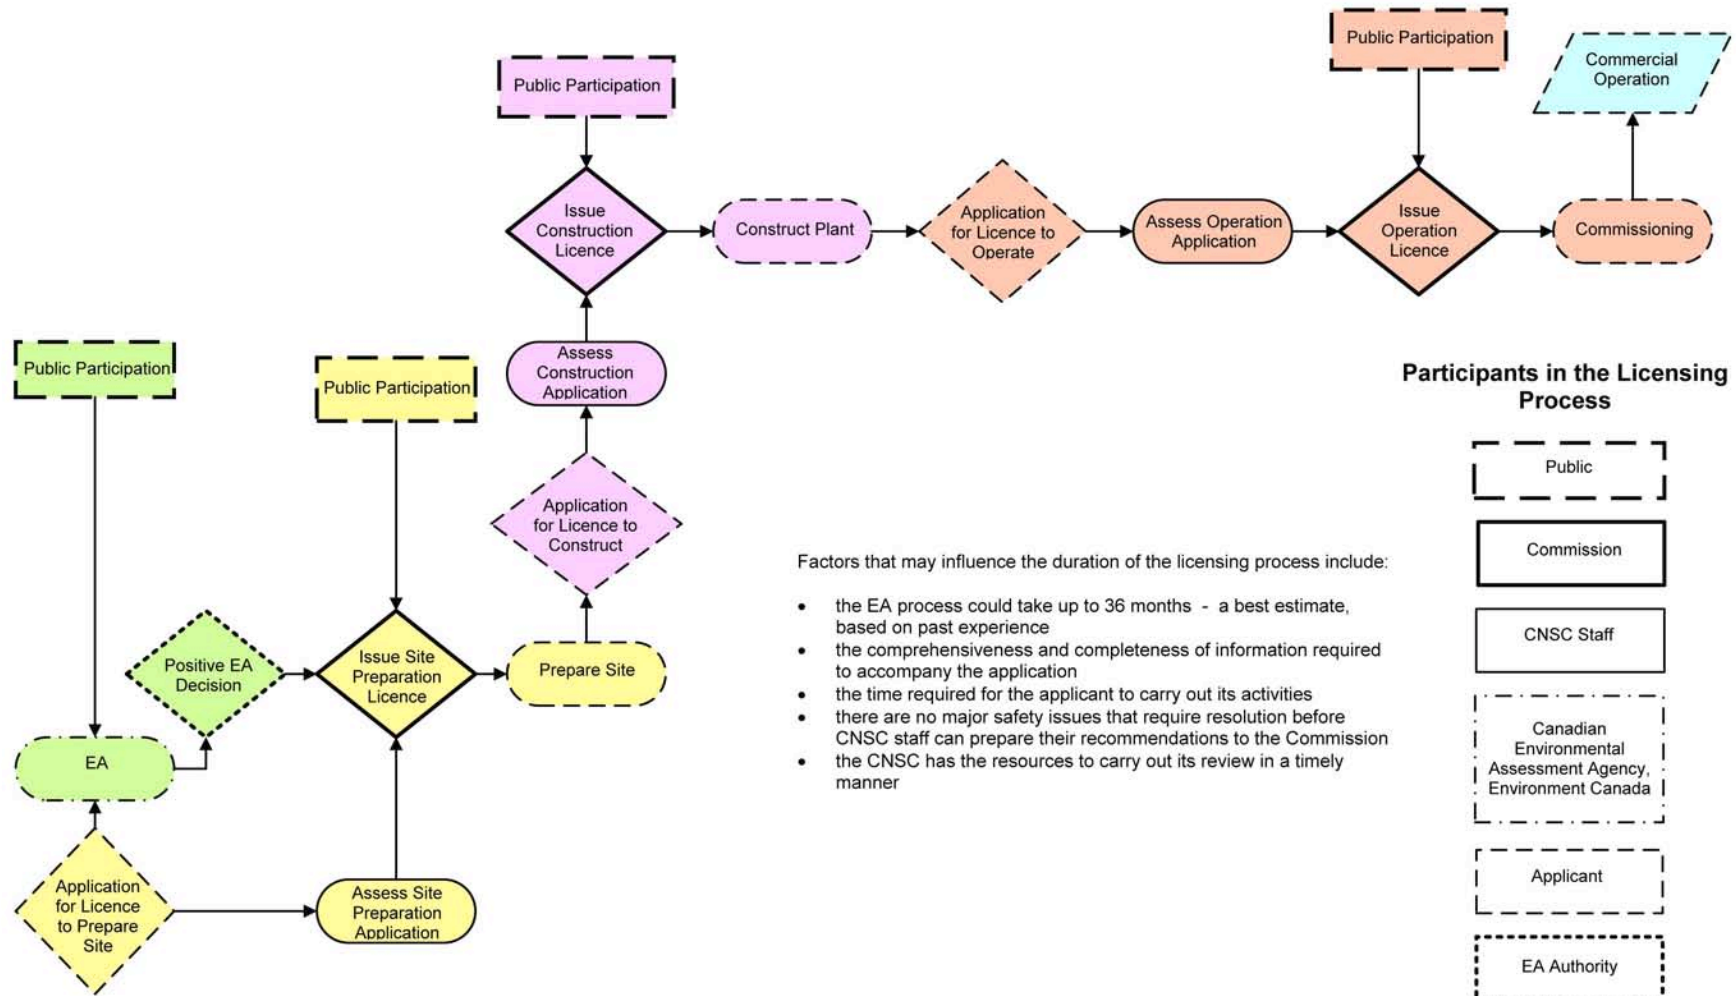 Public Participation
Commercial
Operation
Public Participation
Issue
Construction
Licence
Construct Plant
Application
for Licence to
Operate
Assess Operation
Application
Issue
Operation
Licence
Commissioning
Public Participation
Public Participation
Assess
Construction
Application
Application
for Licence to
Construct
Positive EA
Decision
Issue Site
Preparation
Licence
Prepare Site
EA
Application
for Licence
to Prepare
Site
Assess Site
Preparation
Application
Factors that may influence the duration of the licensing process include:
• the EA process could take up to 36 months - a best estimate,
based on past experience
• the comprehensiveness and completeness of information required
to accompany the application
• the time required for the applicant to carry out its activities
• there are no major safety issues that require resolution before
CNSC staff can prepare their recommendations to the Commission
• the CNSC has the resources to carry out its review in a timely
manner
Participants in the Licensing
Process
Public
Commission
CNSC Staff
Canadian
Environmental
Assessment Agency,
Environment Canada
Applicant
EA Authority